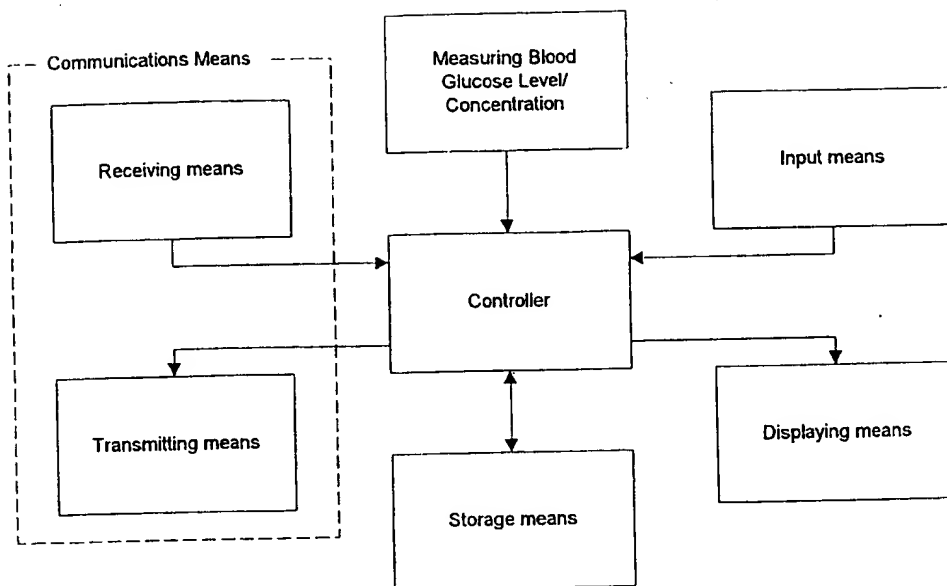 Communications Means
Measuring Blood
Glucose Level/
Concentration
Receiving means
Input means
Controller
Transmitting means
Displaying means
Storage means